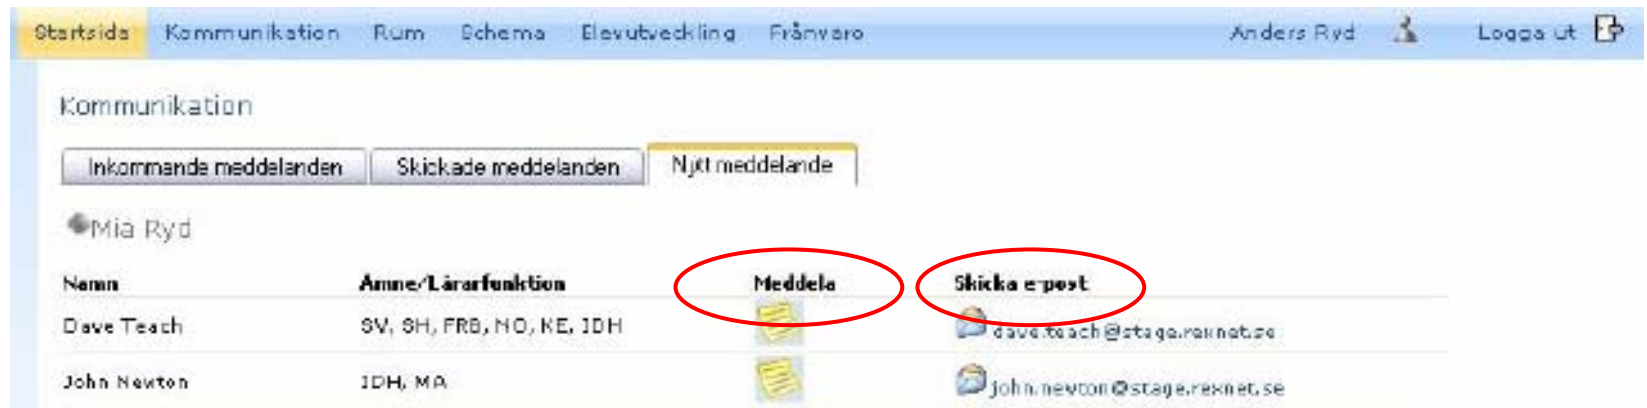 Startsida Kommunikation Rum Schema Elevutveckling Frånvaro Anders Ryd Logga ut
Kommunikation
Inkommande meddelanden Skickade meddelanden Nytt meddelande
Mia Ryd
Namn Ämne/Lärarfunktion Meddela Skicka e-post
Dave Teach SV, SH, FRB, NO, KE, IDH dave.teach@stage.rexnet.se
John Newton IDH, MA john.newton@stage.rexnet.se